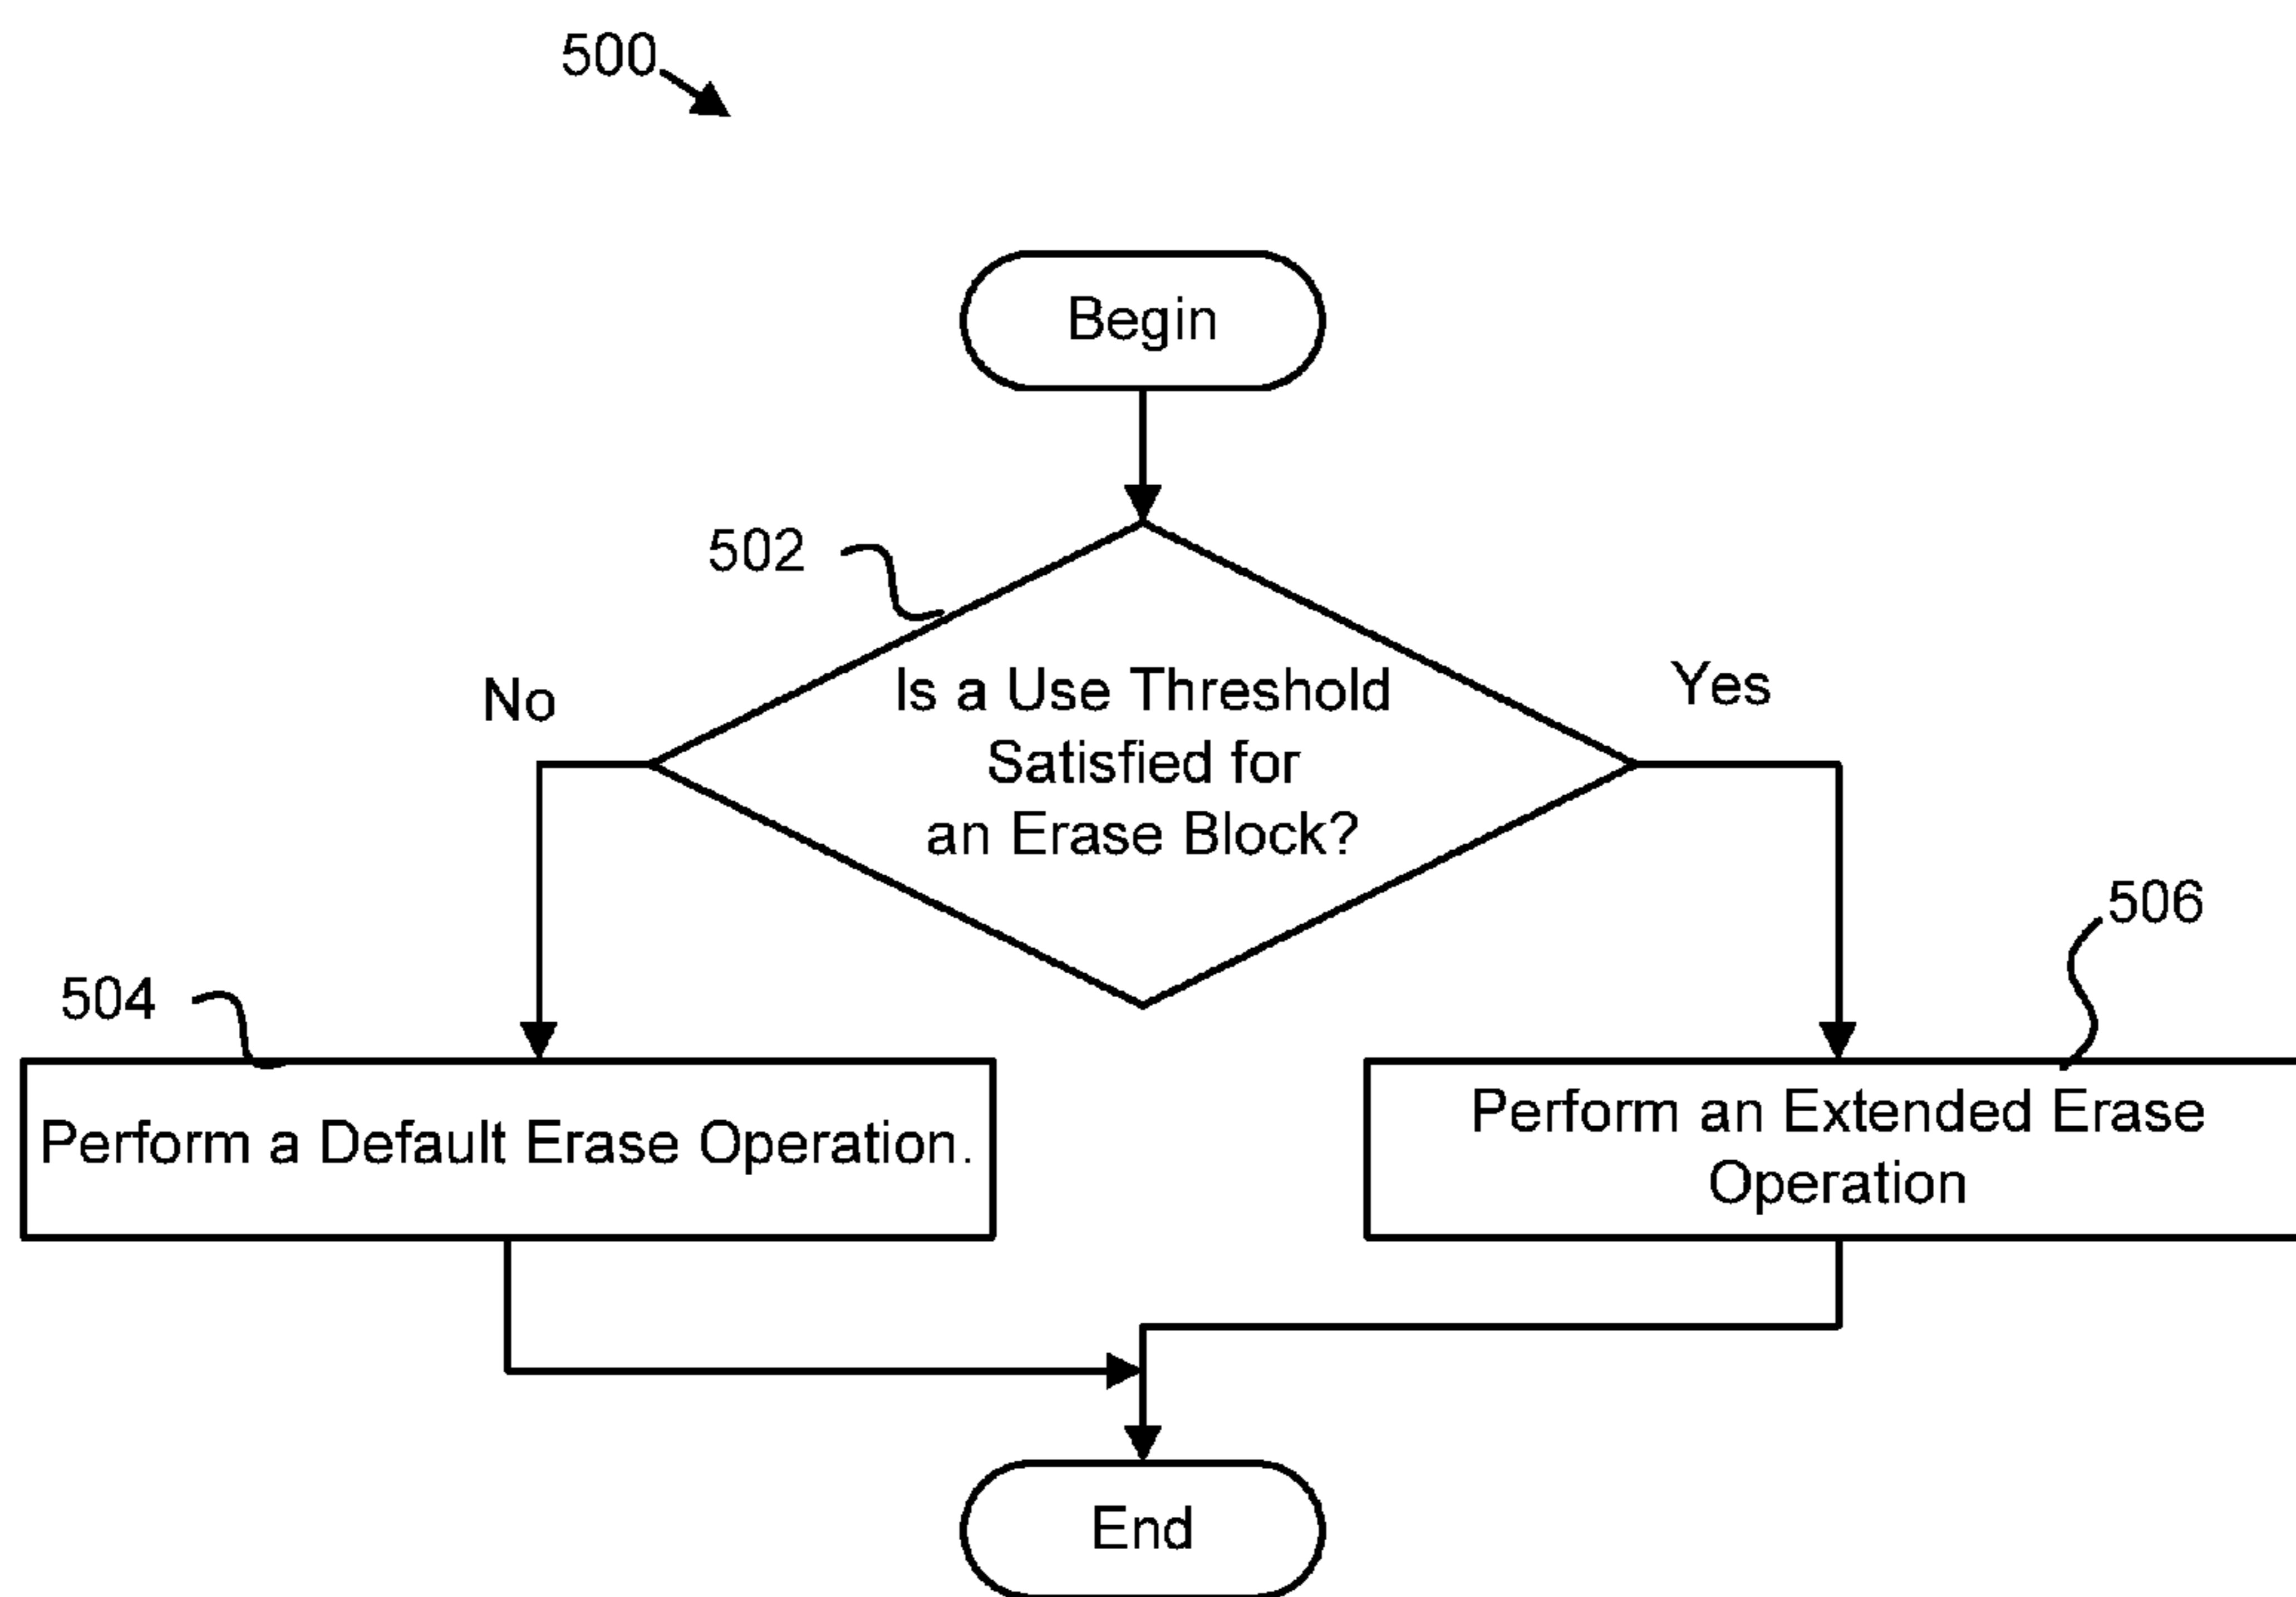 500
Begin
502
Is a Use Threshold
Satisfied for
an Erase Block?
No
Yes
504
506
Perform a Default Erase Operation.
Perform an Extended Erase
Operation
End